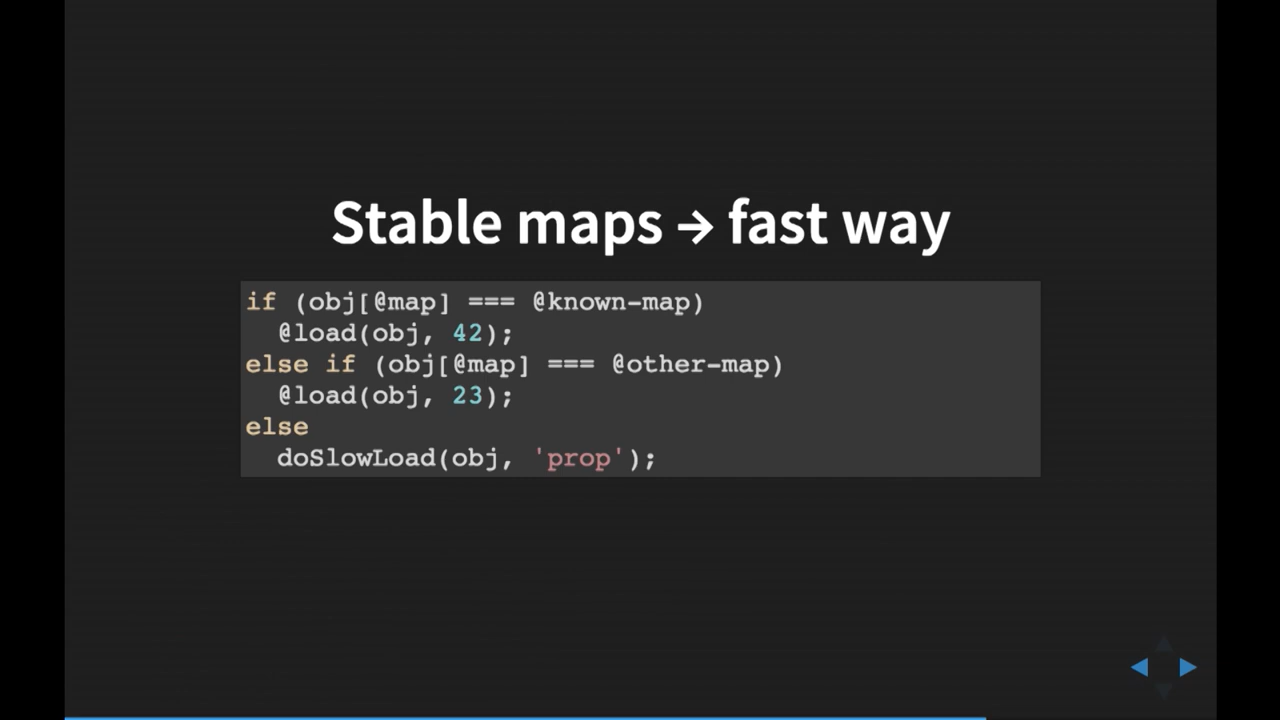 Stable maps → fast way
if (obj[@map] === @known-map)
  @load(obj, 42);
else if (obj[@map] === @other-map)
  @load(obj, 23);
else
  doSlowLoad(obj, 'prop');